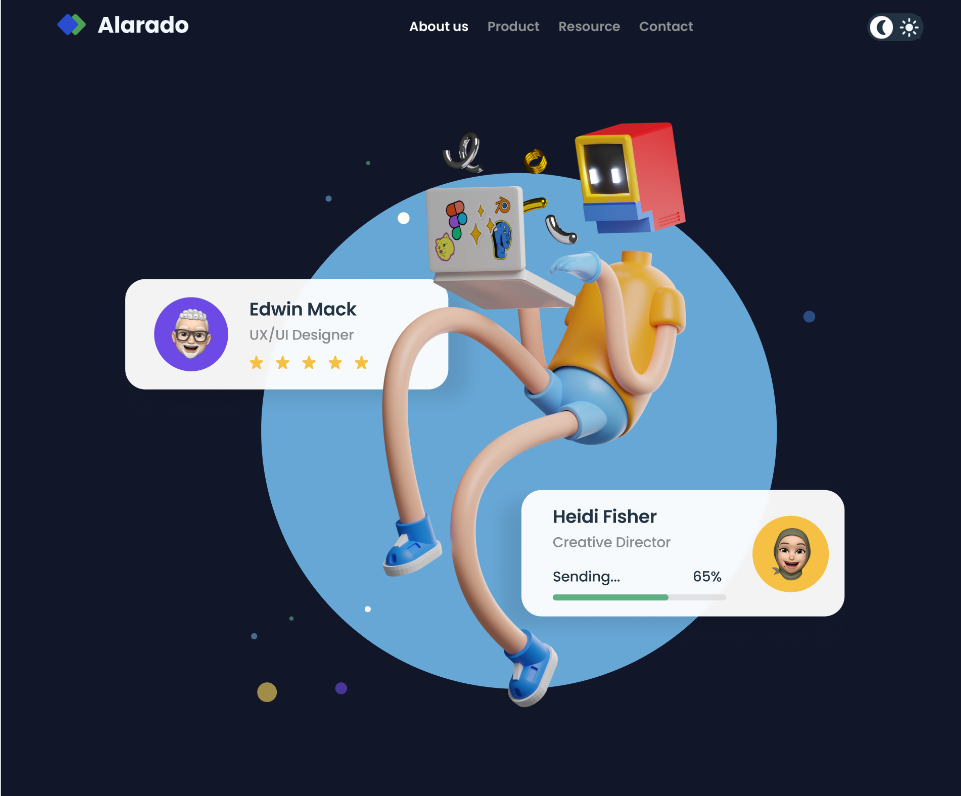 Alarado
About us Product Resource Contact
Edwin Mack
UX/UI Designer
Heidi Fisher
Creative Director
Sending... 65%